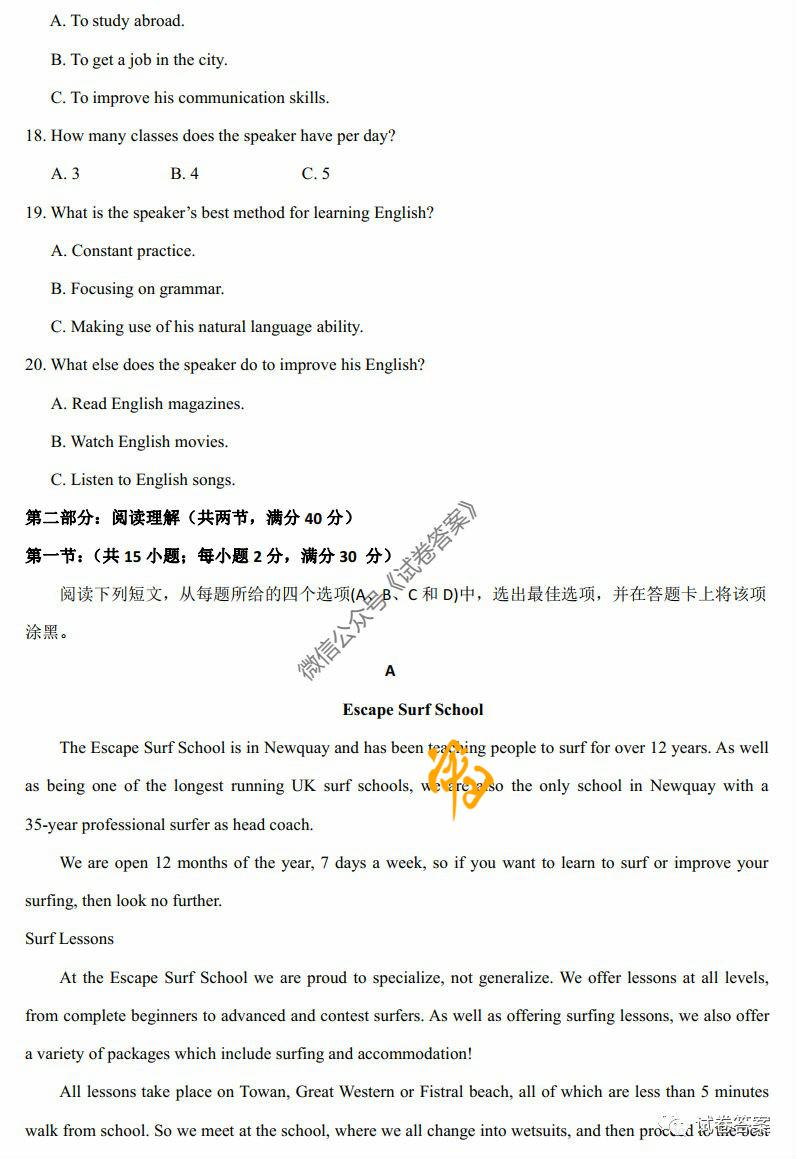 A. To study abroad.
B. To get a job in the city.
C. To improve his communication skills.
18. How many classes does the speaker have per day?
A. 3 B. 4 C. 5
19. What is the speaker's best method for learning English?
A. Constant practice.
B. Focusing on grammar.
C. Making use of his natural language ability.
20. What else does the speaker do to improve his English?
A. Read English magazines.
B. Watch English movies.
C. Listen to English songs.
第二部分：阅读理解（共两节，满分 40 分）
第一节：（共 15 小题；每小题 2 分，满分 30 分）
阅读下列短文，从每题所给的四个选项(A、B、C 和 D)中，选出最佳选项，并在答题卡上将该项
涂黑。
微信公众号《试卷答案》
A
Escape Surf School
The Escape Surf School is in Newquay and has been teaching people to surf for over 12 years. As well
as being one of the longest running UK surf schools, we are also the only school in Newquay with a
35-year professional surfer as head coach.
We are open 12 months of the year, 7 days a week, so if you want to learn to surf or improve your
surfing, then look no further.
Surf Lessons
At the Escape Surf School we are proud to specialize, not generalize. We offer lessons at all levels,
from complete beginners to advanced and contest surfers. As well as offering surfing lessons, we also offer
a variety of packages which include surfing and accommodation!
All lessons take place on Towan, Great Western or Fistral beach, all of which are less than 5 minutes
walk from school. So we meet at the school, where we all change into wetsuits, and then proceed to the best
试卷答案